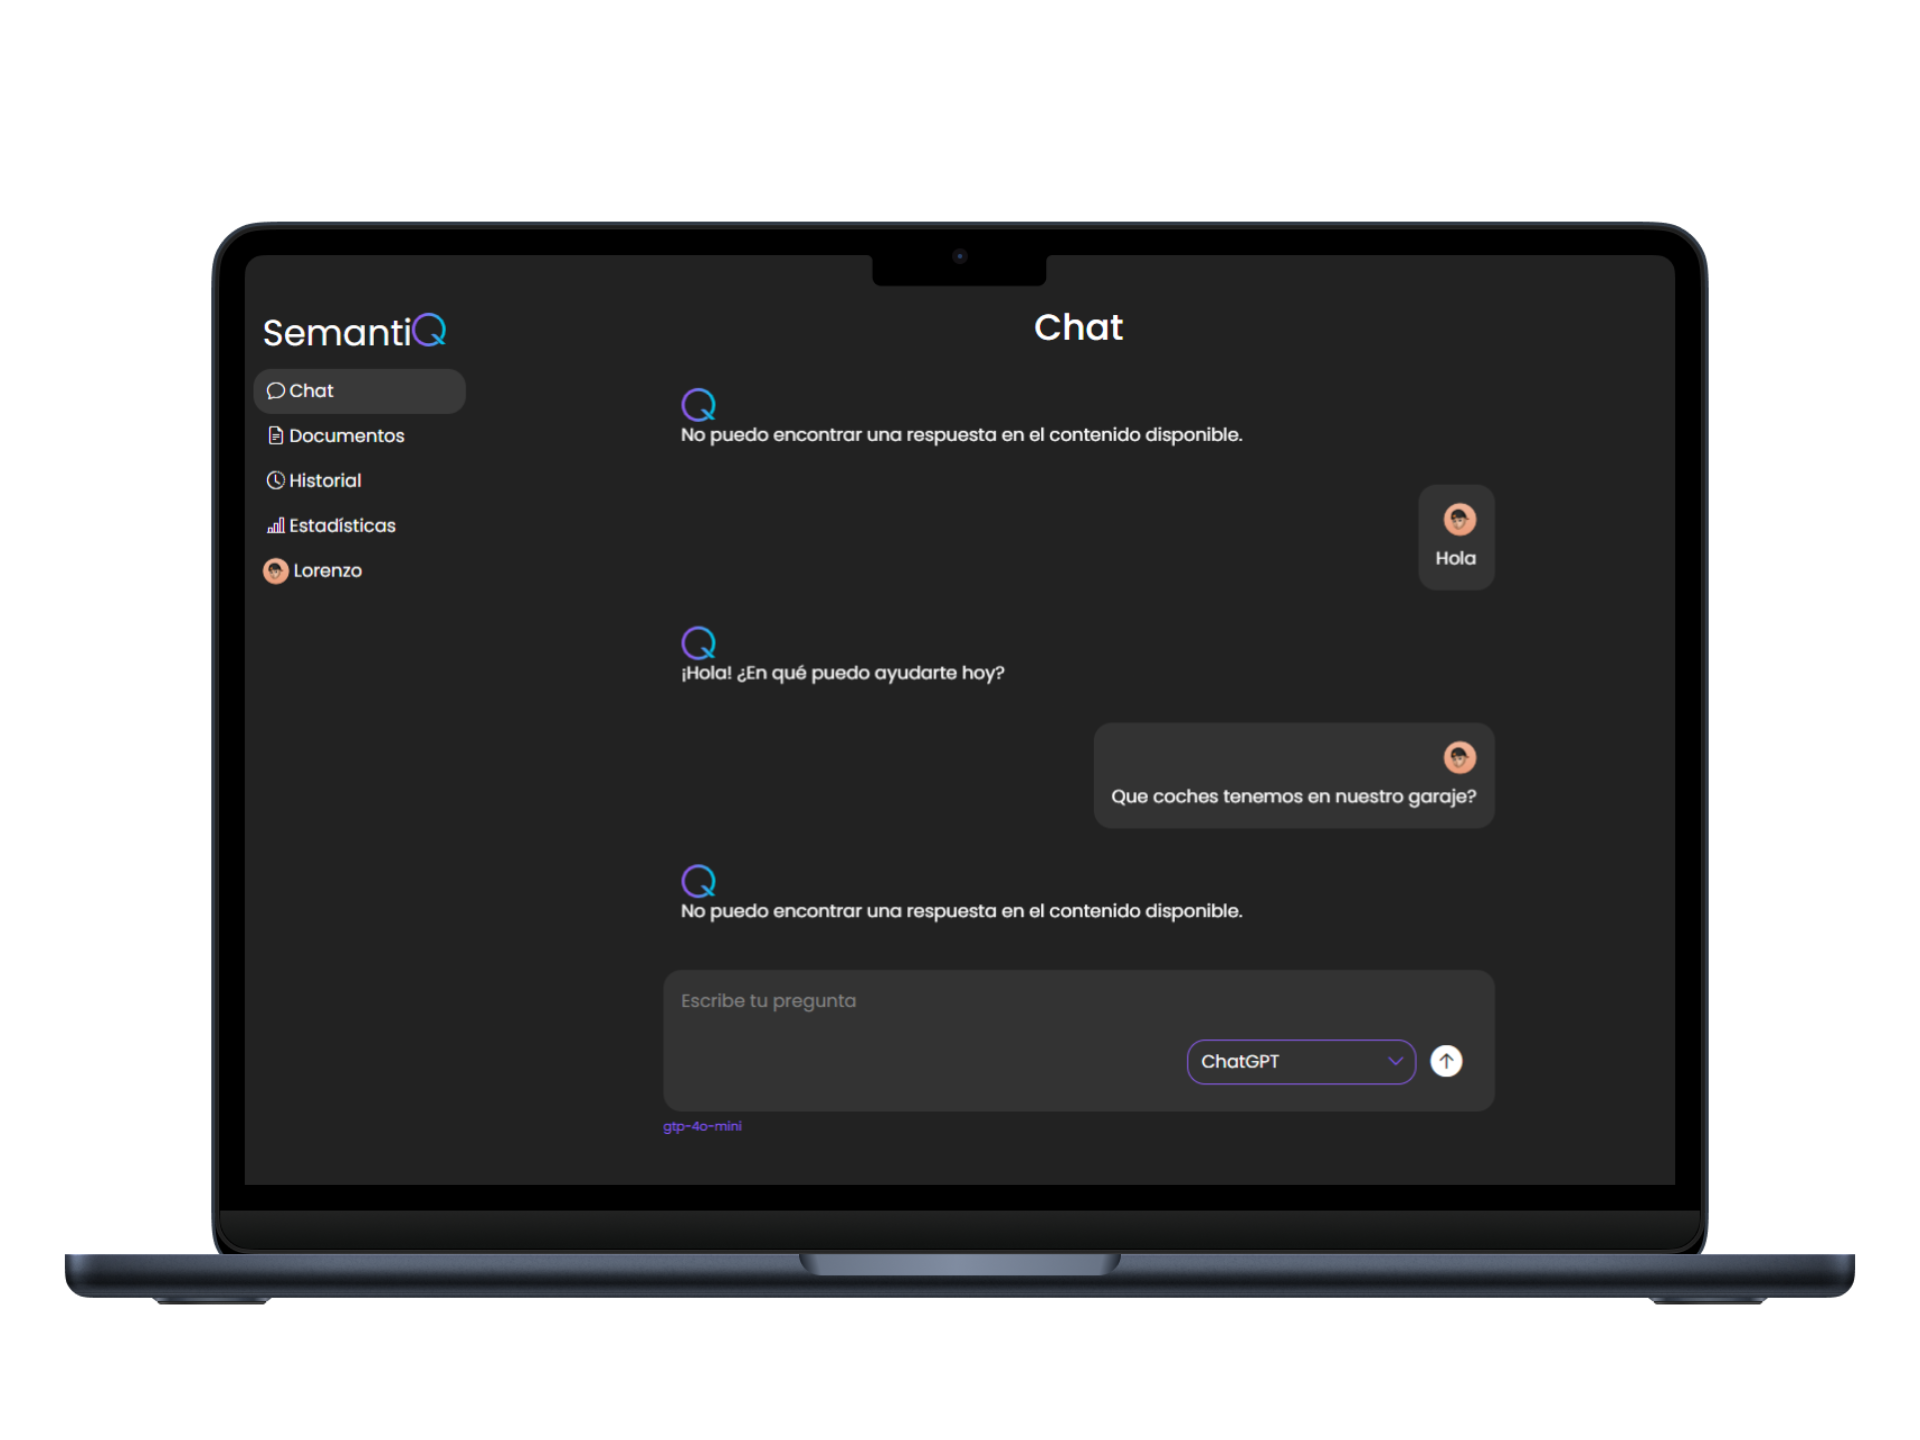 SemantiQ
Chat
Documentos
Historial
Estadísticas
Lorenzo
Chat
No puedo encontrar una respuesta en el contenido disponible.
Hola
¡Hola! ¿En qué puedo ayudarte hoy?
Que coches tenemos en nuestro garaje?
No puedo encontrar una respuesta en el contenido disponible.
Escribe tu pregunta
ChatGPT
gtp-4o-mini